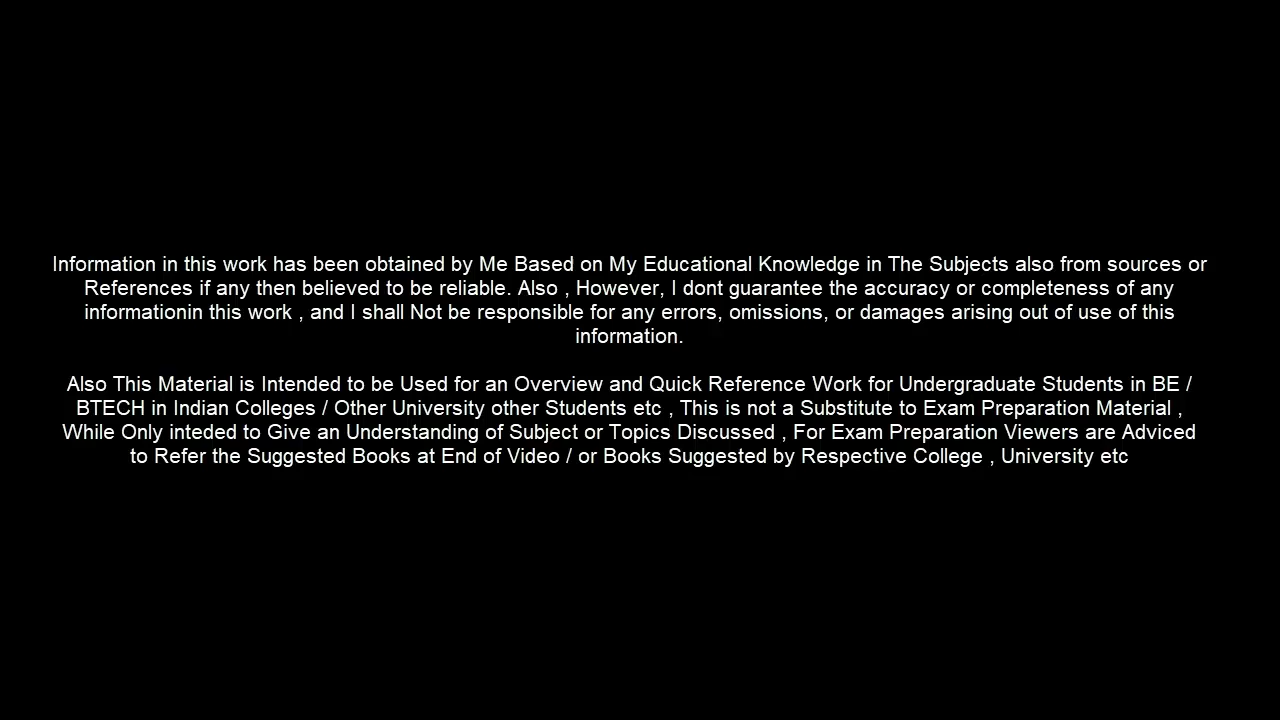 Information in this work has been obtained by Me Based on My Educational Knowledge in The Subjects also from sources or
References if any then believed to be reliable. Also , However, I dont guarantee the accuracy or completeness of any
informationin this work , and I shall Not be responsible for any errors, omissions, or damages arising out of use of this
information.
Also This Material is Intended to be Used for an Overview and Quick Reference Work for Undergraduate Students in BE /
BTECH in Indian Colleges / Other University other Students etc , This is not a Substitute to Exam Preparation Material ,
While Only inteded to Give an Understanding of Subject or Topics Discussed , For Exam Preparation Viewers are Adviced
to Refer the Suggested Books at End of Video / or Books Suggested by Respective College , University etc